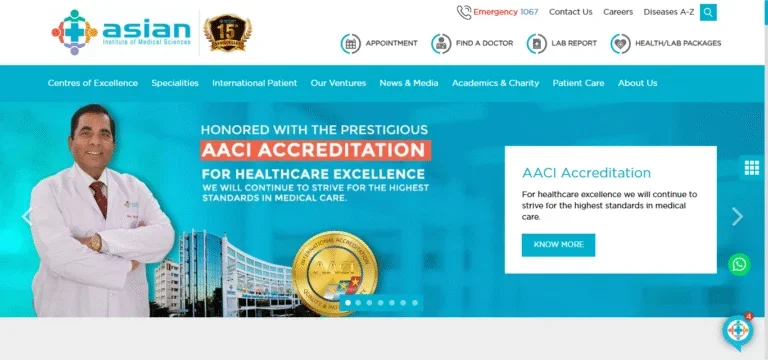 asian
Institute of Medical Sciences
15
Emergency 1067
Contact Us
Careers
Diseases A-Z
APPOINTMENT
FIND A DOCTOR
LAB REPORT
HEALTH/LAB PACKAGES
Centres of Excellence
Specialities
International Patient
Our Ventures
News & Media
Academics & Charity
Patient Care
About Us
HONORED WITH THE PRESTIGIOUS
AACI ACCREDITATION
FOR HEALTHCARE EXCELLENCE
WE WILL CONTINUE TO STRIVE FOR THE HIGHEST
STANDARDS IN MEDICAL CARE.
INTERNATIONAL ACCREDITATION
AACI
AACI Accreditation
For healthcare excellence we will continue to
strive for the highest standards in medical
care.
KNOW MORE
4